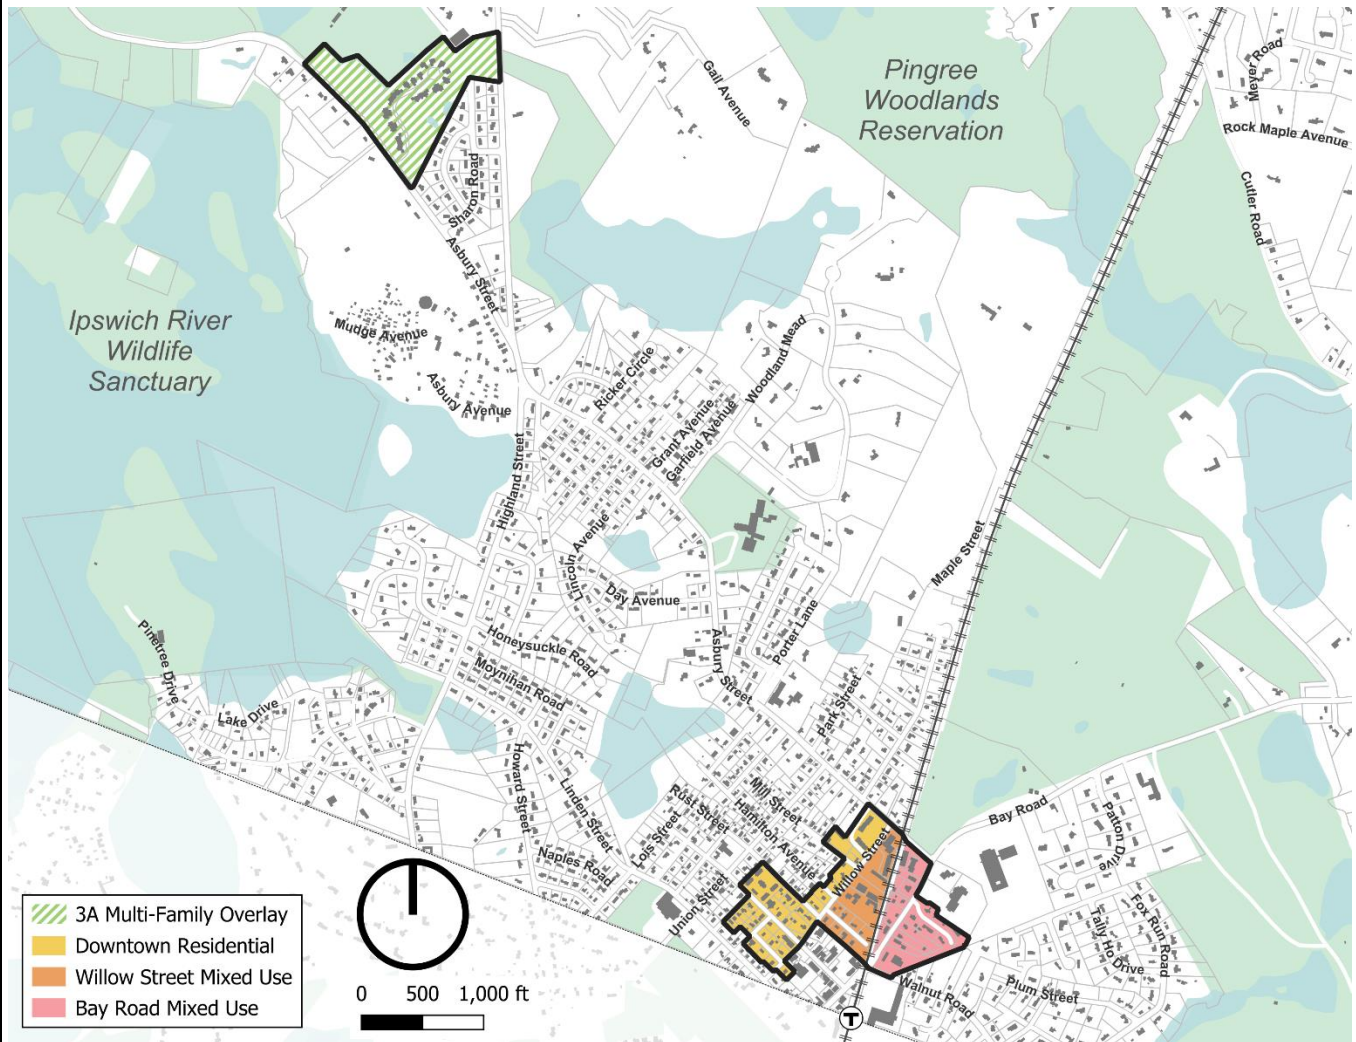 Pingree
Woodlands
Reservation
Gail Avenue
Meyer Road
Rock Maple Avenue
Cutler Road
Sharon Road
Asbury Street
Ipswich River
Wildlife
Sanctuary
Mudge Avenue
Asbury Avenue
Ricker Circle
Woodland Mead
Grant Avenue
Garfield Avenue
Highland Street
Lincoln Avenue
Day Avenue
Maple Street
Porter Lane
Honeysuckle Road
Asbury Street
Moynihan Road
Pinetree Drive
Lake Drive
Park Street
Howard Street
Linden Street
Mill Street
Rust Street
Hamilton Avenue
Lois Street
Naples Road
Willow Street
Union Street
Bay Road
Patton Drive
Fox Run Road
Tally Ho Drive
Plum Street
Walnut Road
T
3A Multi-Family Overlay
Downtown Residential
Willow Street Mixed Use
Bay Road Mixed Use
0 500 1,000 ft